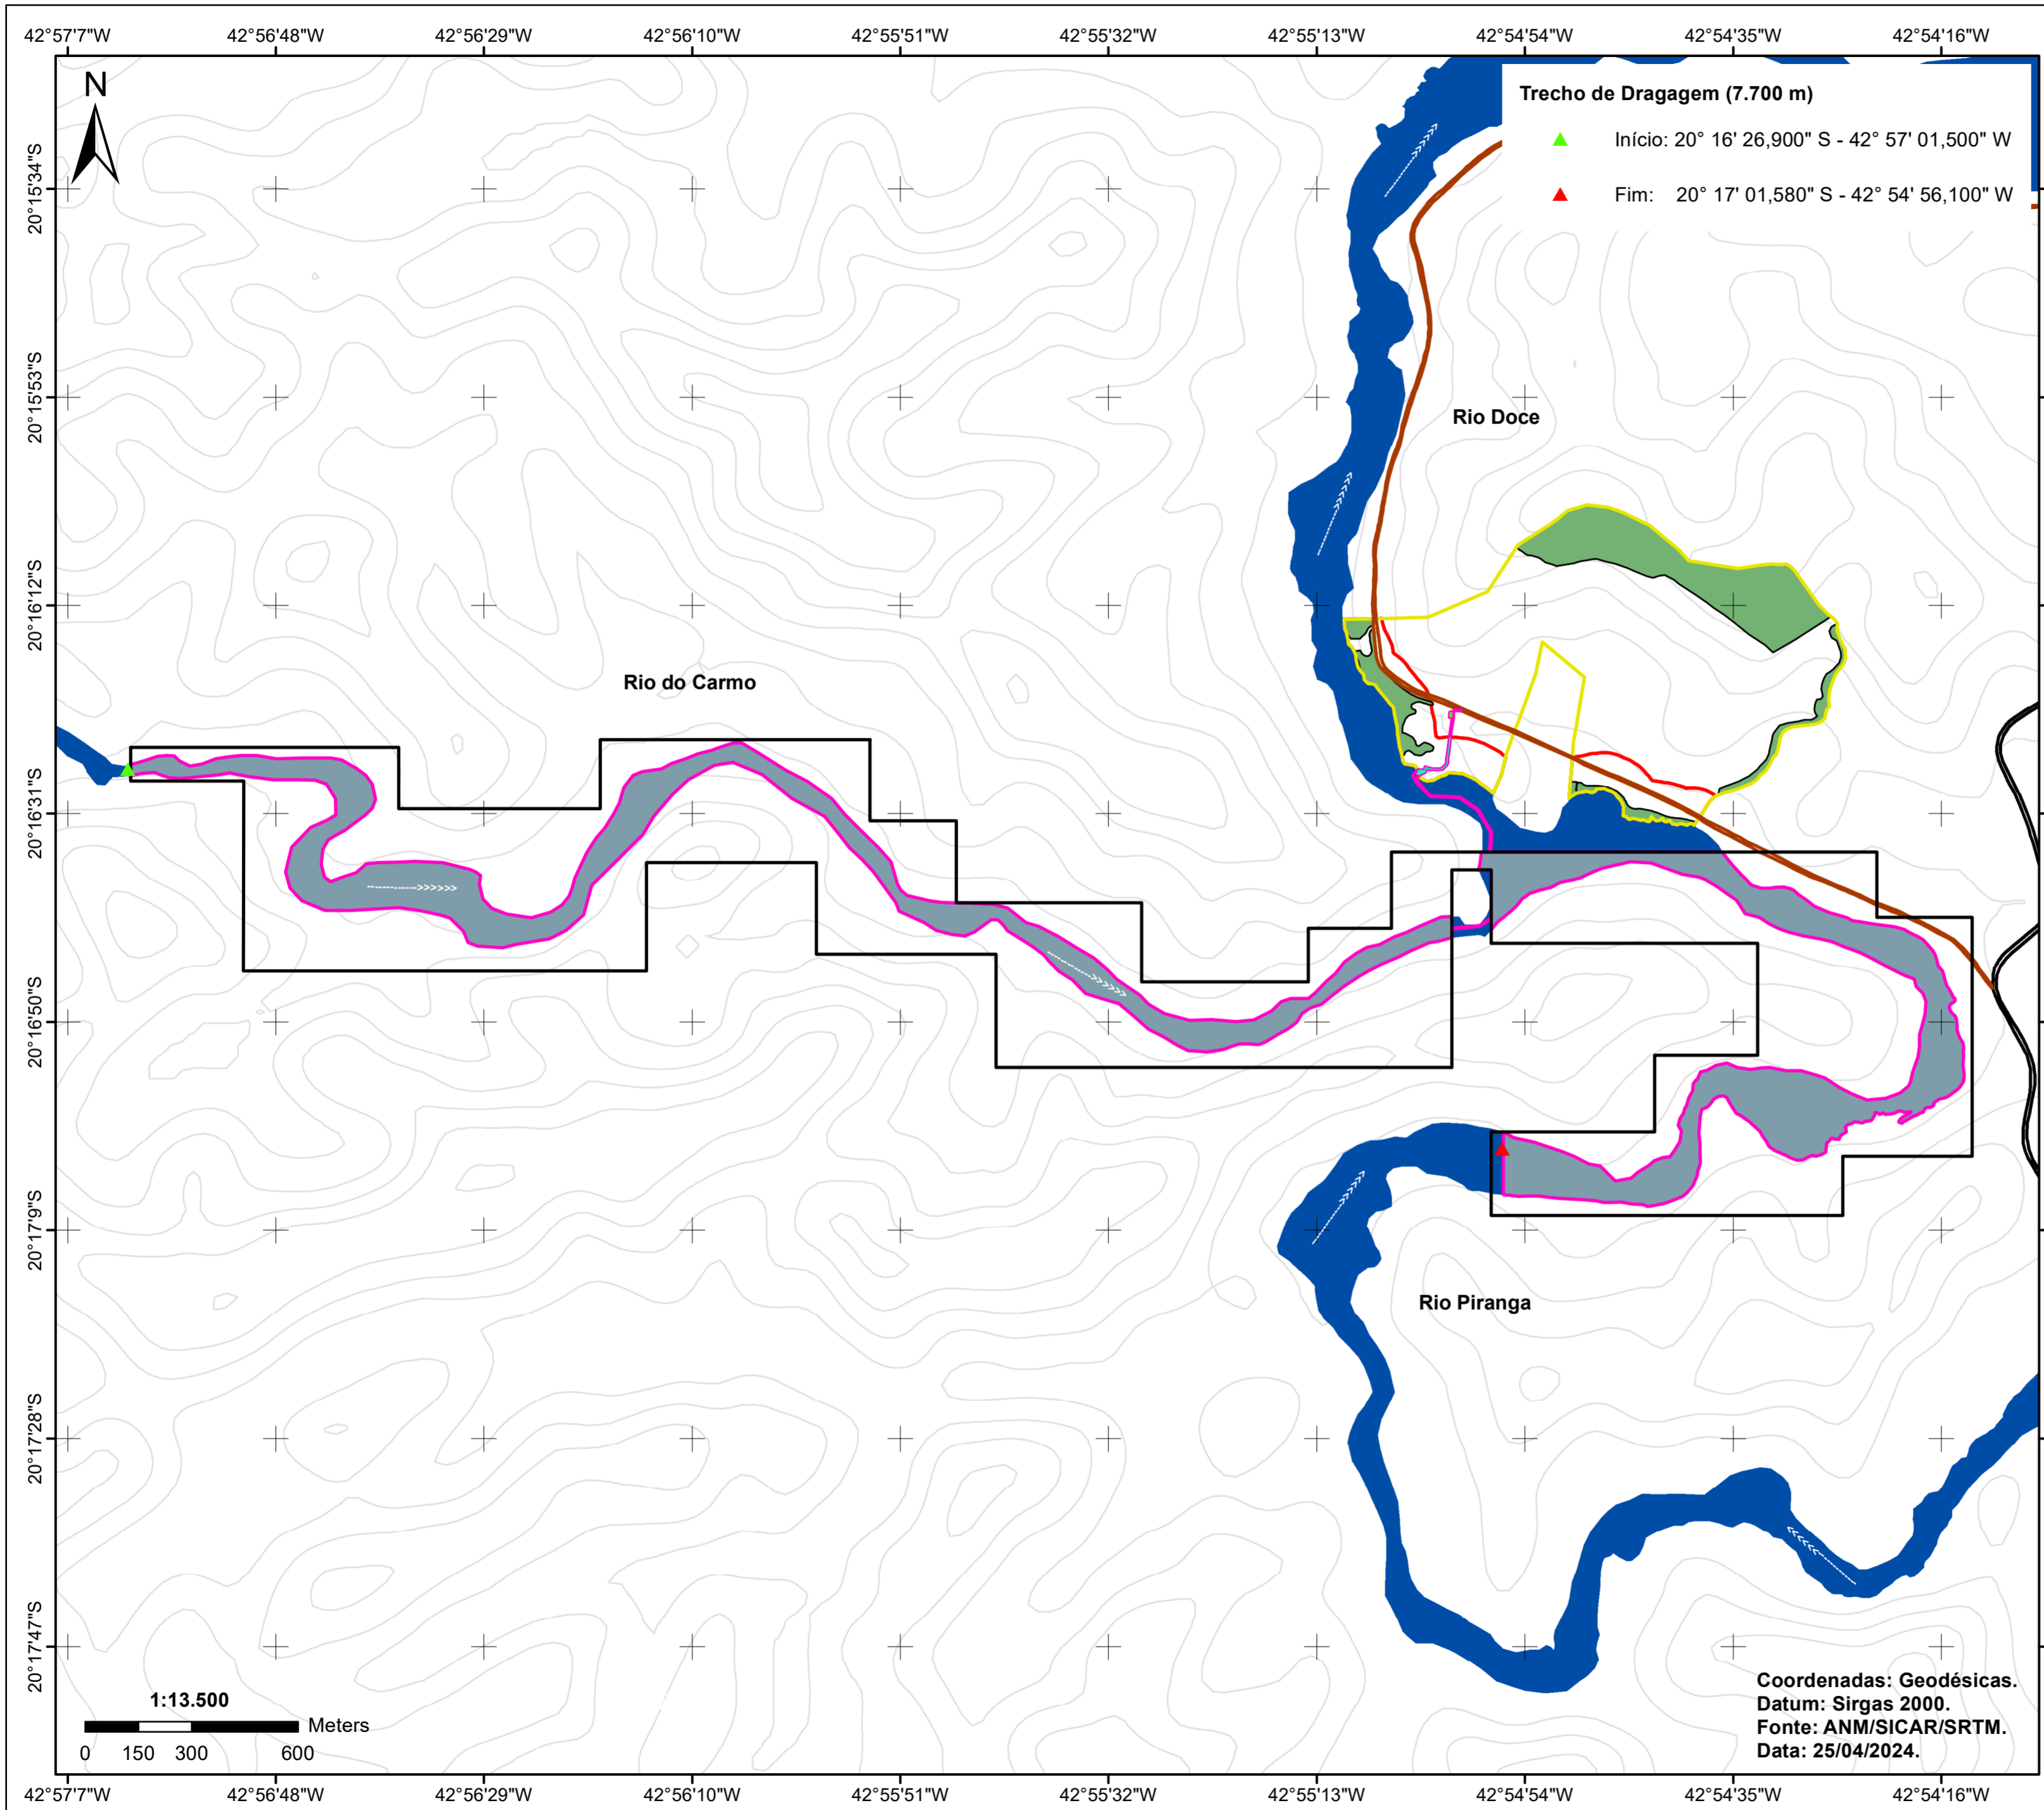 42°57'7"W 42°56'48"W 42°56'29"W 42°56'10"W 42°55'51"W 42°55'32"W 42°55'13"W 42°54'54"W 42°54'35"W 42°54'16"W
N
Trecho de Dragagem (7.700 m)
Início: 20° 16' 26,900" S - 42° 57' 01,500" W
Fim: 20° 17' 01,580" S - 42° 54' 56,100" W
20°15'34"S
20°15'53"S
Rio Doce
20°16'12"S
Rio do Carmo
20°16'31"S
20°16'50"S
20°17'9"S
Rio Piranga
20°17'28"S
20°17'47"S
1:13.500
Meters
0 150 300 600
Coordenadas: Geodésicas.
Datum: Sirgas 2000.
Fonte: ANM/SICAR/SRTM.
Data: 25/04/2024.
42°57'7"W 42°56'48"W 42°56'29"W 42°56'10"W 42°55'51"W 42°55'32"W 42°55'13"W 42°54'54"W 42°54'35"W 42°54'16"W